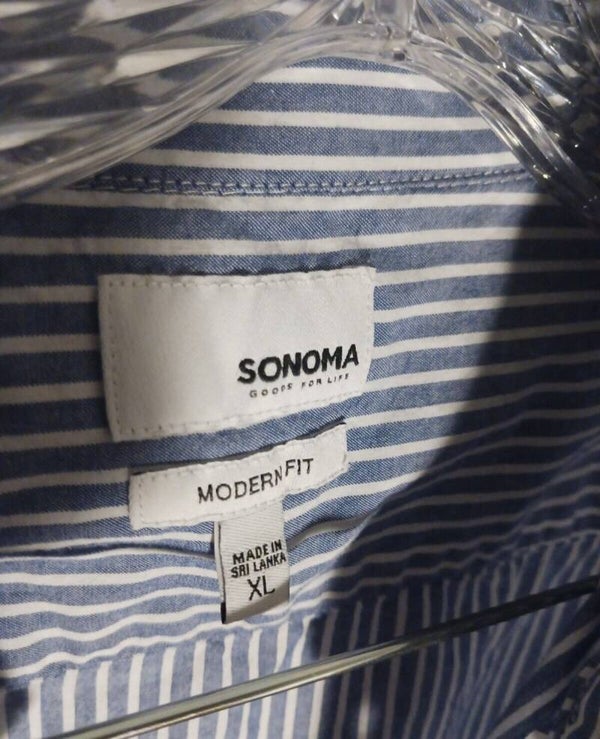 SONOMA
GOODS FOR LIFE
MODERN FIT
MADE IN
SRI LANKA
XL